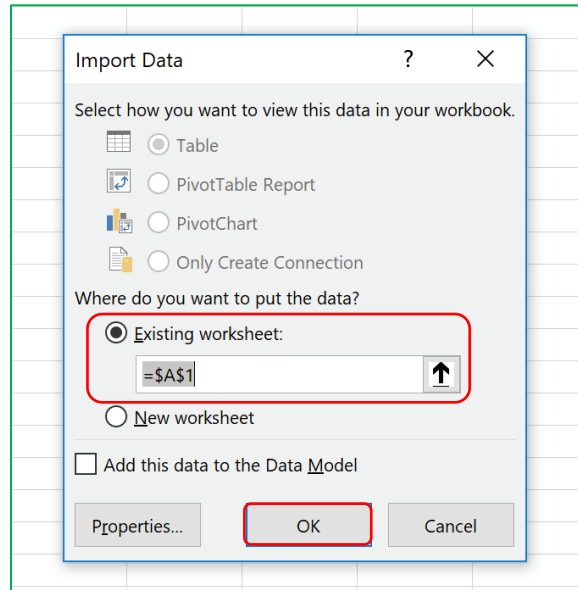 Import Data ?
Select how you want to view this data in your workbook.
Table
PivotTable Report
PivotChart
Only Create Connection
Where do you want to put the data?
Existing worksheet:
=$A$1
New worksheet
Add this data to the Data Model
Properties... OK Cancel